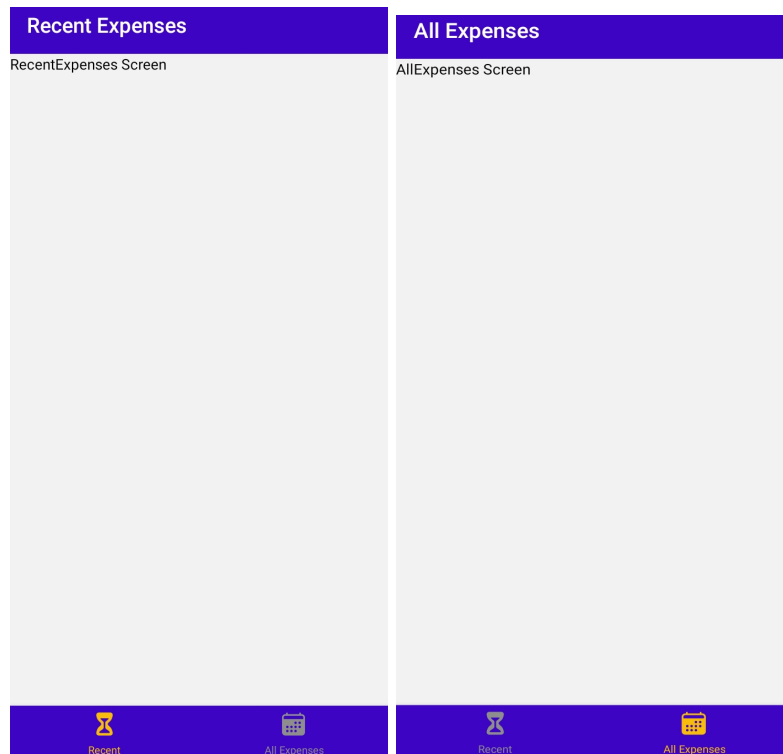 Recent Expenses
RecentExpenses Screen
Recent
All Expenses
All Expenses
AllExpenses Screen
Recent
All Expenses